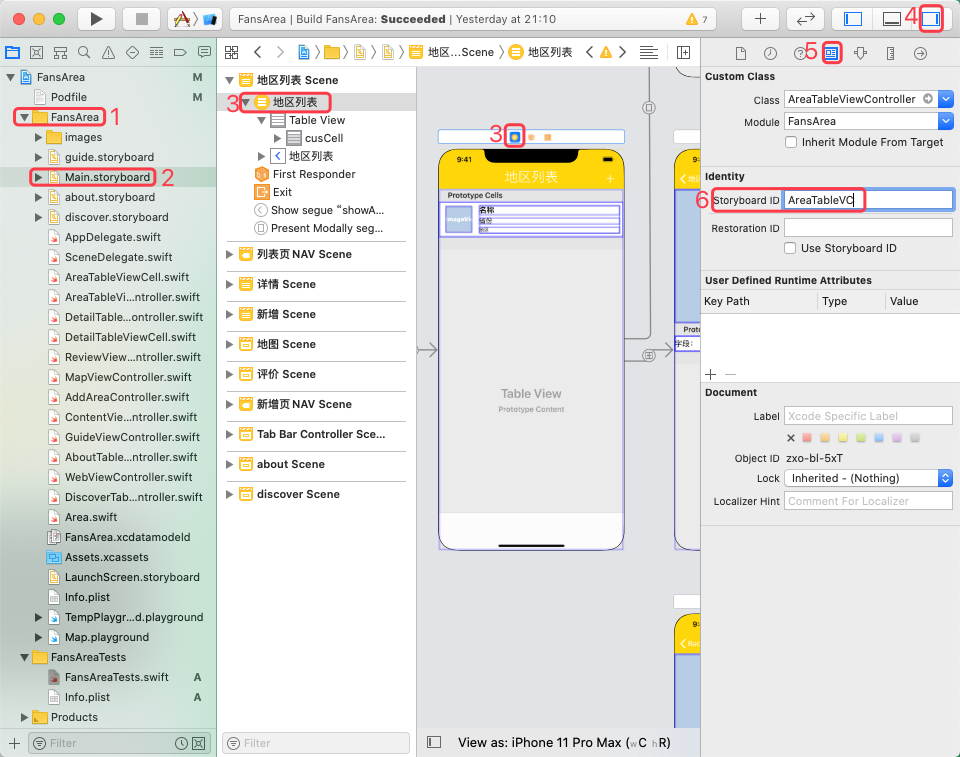 FansArea | Build FansArea: Succeeded | Yesterday at 21:10
7
4
地区…Scene
地区列表
5
FansArea
M
Podfile
M
FansArea
1
images
guide.storyboard
Main.storyboard
2
about.storyboard
discover.storyboard
AppDelegate.swift
SceneDelegate.swift
AreaTableViewCell.swift
AreaTableVi…ntroller.swift
DetailTable…ontroller.swift
DetailTableViewCell.swift
ReviewView…ntroller.swift
MapViewController.swift
AddAreaController.swift
ContentVie…ntroller.swift
GuideViewController.swift
AboutTable…ntroller.swift
WebViewController.swift
DiscoverTab…ntroller.swift
Area.swift
FansArea.xcdatamodeld
Assets.xcassets
LaunchScreen.storyboard
Info.plist
TempPlaygr…d.playground
Map.playground
FansAreaTests
FansAreaTests.swift
A
Info.plist
A
Products
Filter
地区列表 Scene
3
地区列表
Table View
cusCell
地区列表
First Responder
Exit
Show segue “showA...
Present Modally seg...
列表页 NAV Scene
详情 Scene
新增 Scene
地图 Scene
评价 Scene
新增页 NAV Scene
Tab Bar Controller Sce...
about Scene
discover Scene
Filter
3
9:41
地区列表
+
Prototype Cells
ImageVi
名称
省份
地区
Table View
Prototype Content
字段:
View as: iPhone 11 Pro Max (wC hR)
Custom Class
Class
AreaTableViewController
Module
FansArea
Inherit Module From Target
Identity
6
Storyboard ID
AreaTableVC
Restoration ID
Use Storyboard ID
User Defined Runtime Attributes
Key Path
Type
Value
Document
Label
Xcode Specific Label
Object ID
zxo-bl-5xT
Lock
Inherited - (Nothing)
Localizer Hint
Comment For Localizer